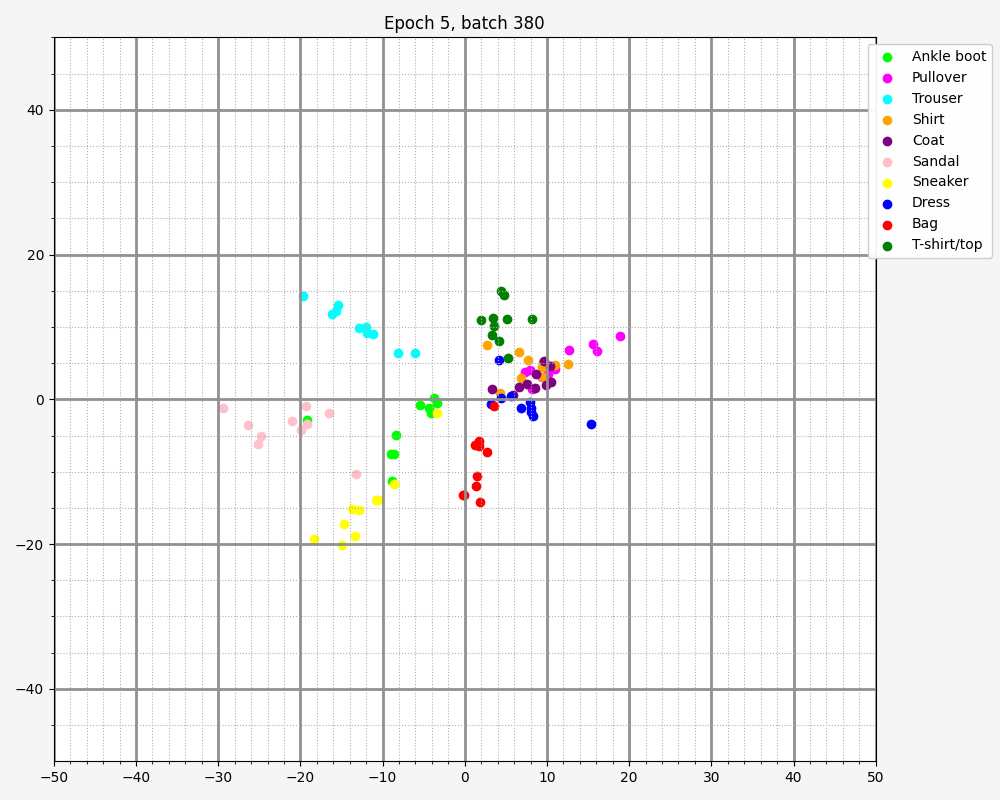 Epoch 5, batch 380
Ankle boot
Pullover
Trouser
Shirt
Coat
Sandal
Sneaker
Dress
Bag
T-shirt/top
40
20
0
−20
−40
−50
−40
−30
−20
−10
0
10
20
30
40
50